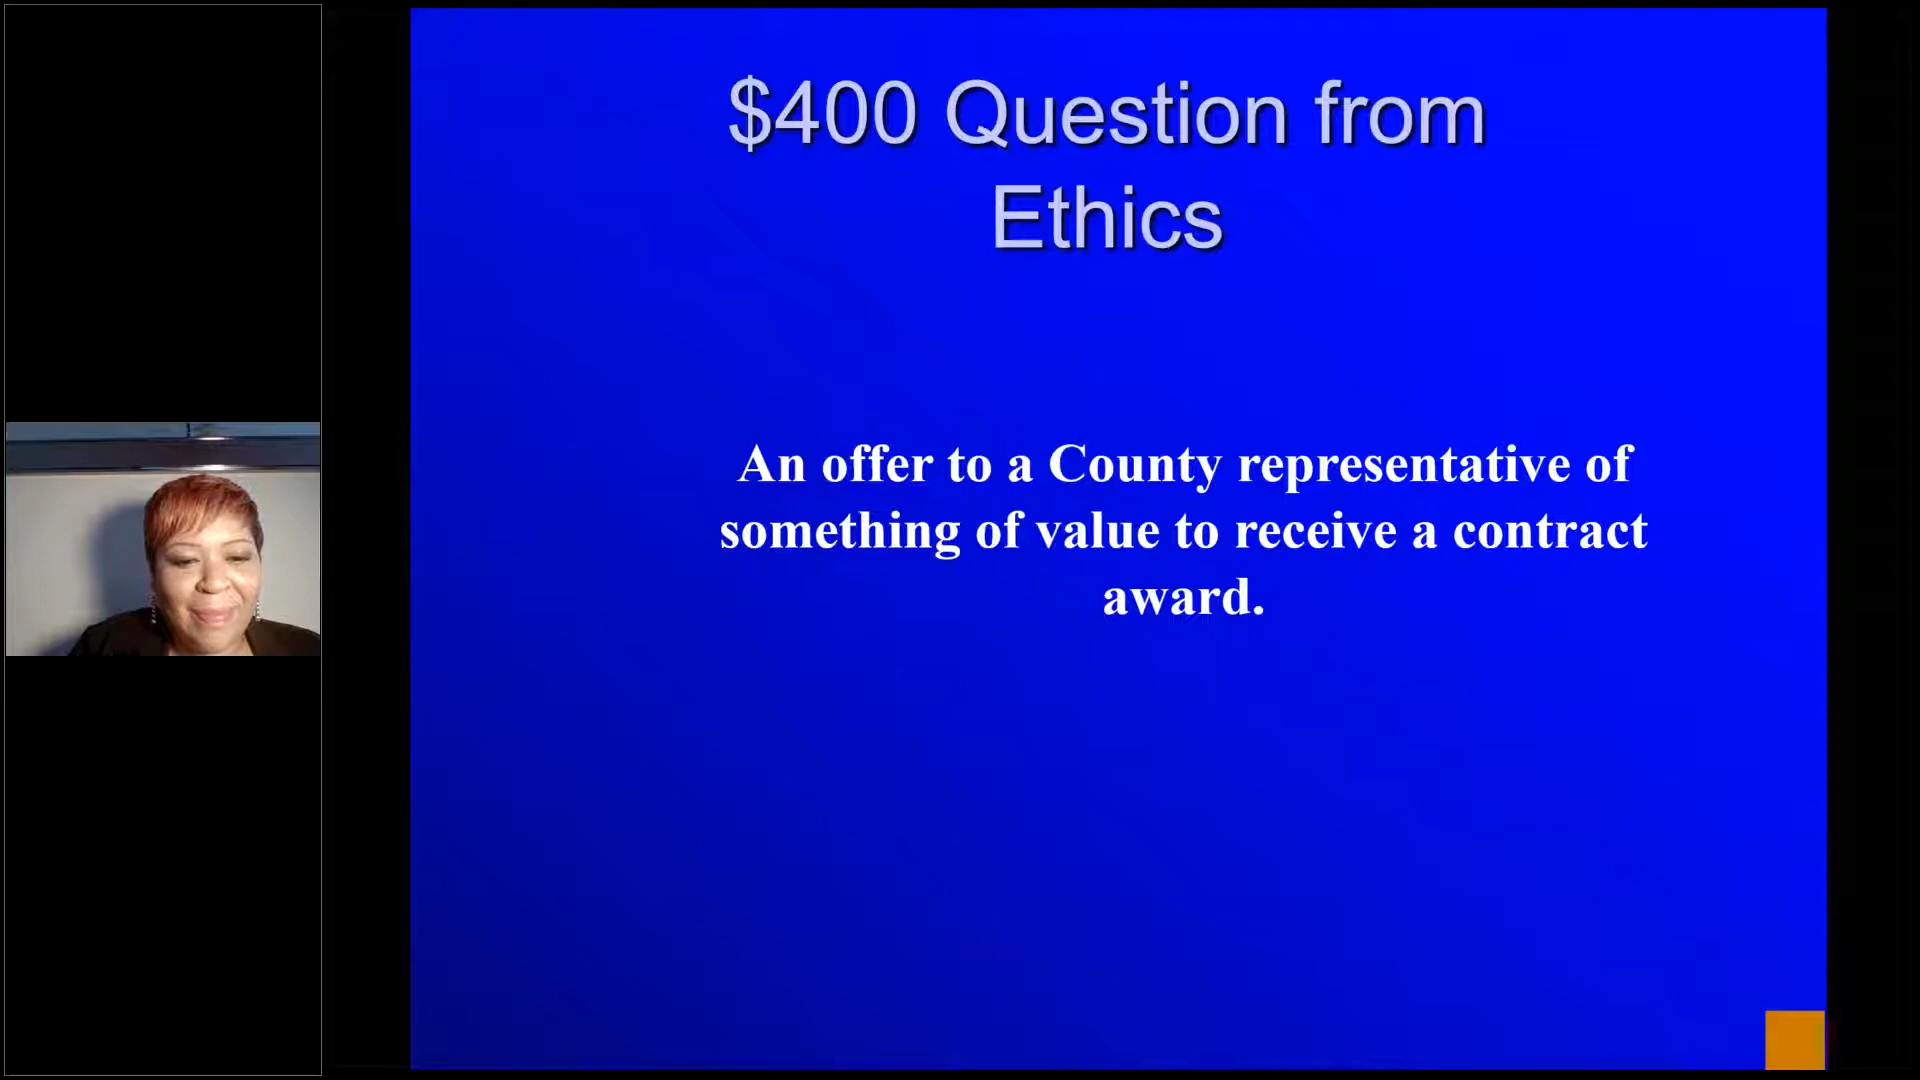 $400 Question from
Ethics
An offer to a County representative of
something of value to receive a contract
award.